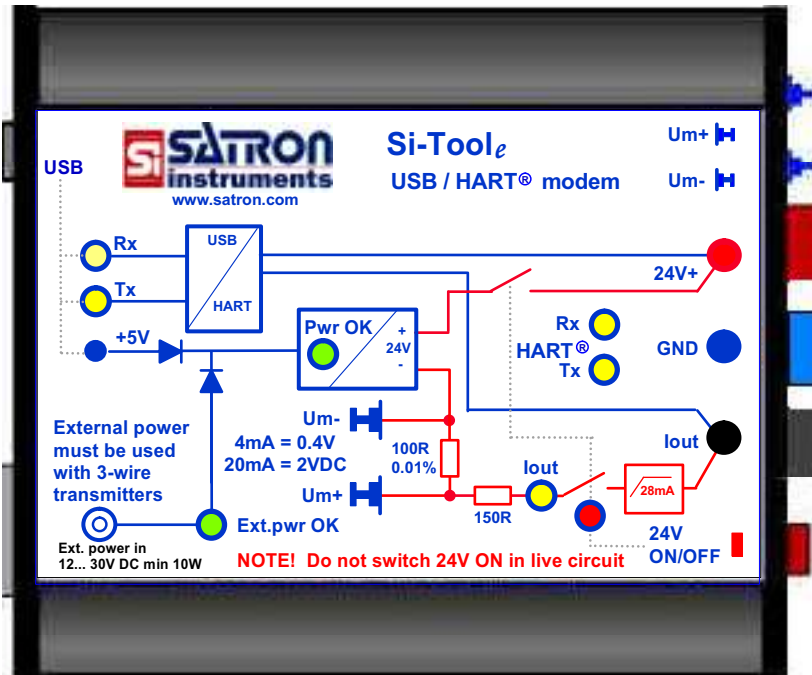 Si SATRON
instruments
www.satron.com
Si-Toole
USB / HART® modem
Um+
Um-
USB
Rx
Tx
+5V
USB
HART
24V+
Pwr OK
+
24V
-
Rx
HART®
Tx
GND
External power
must be used
with 3-wire
transmitters
Um-
4mA = 0.4V
20mA = 2VDC
Um+
100R
0.01%
150R
Iout
28mA
Iout
Ext.pwr OK
24V
ON/OFF
Ext. power in
12... 30V DC min 10W
NOTE! Do not switch 24V ON in live circuit